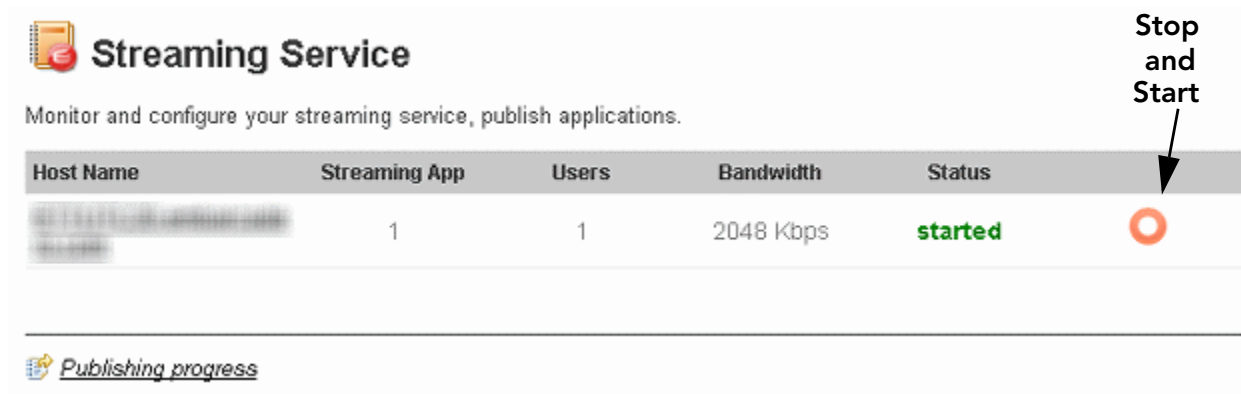 Stop
and
Start
Streaming Service
Monitor and configure your streaming service, publish applications.
Host Name Streaming App Users Bandwidth Status
1 1 2048 Kbps started
Publishing progress